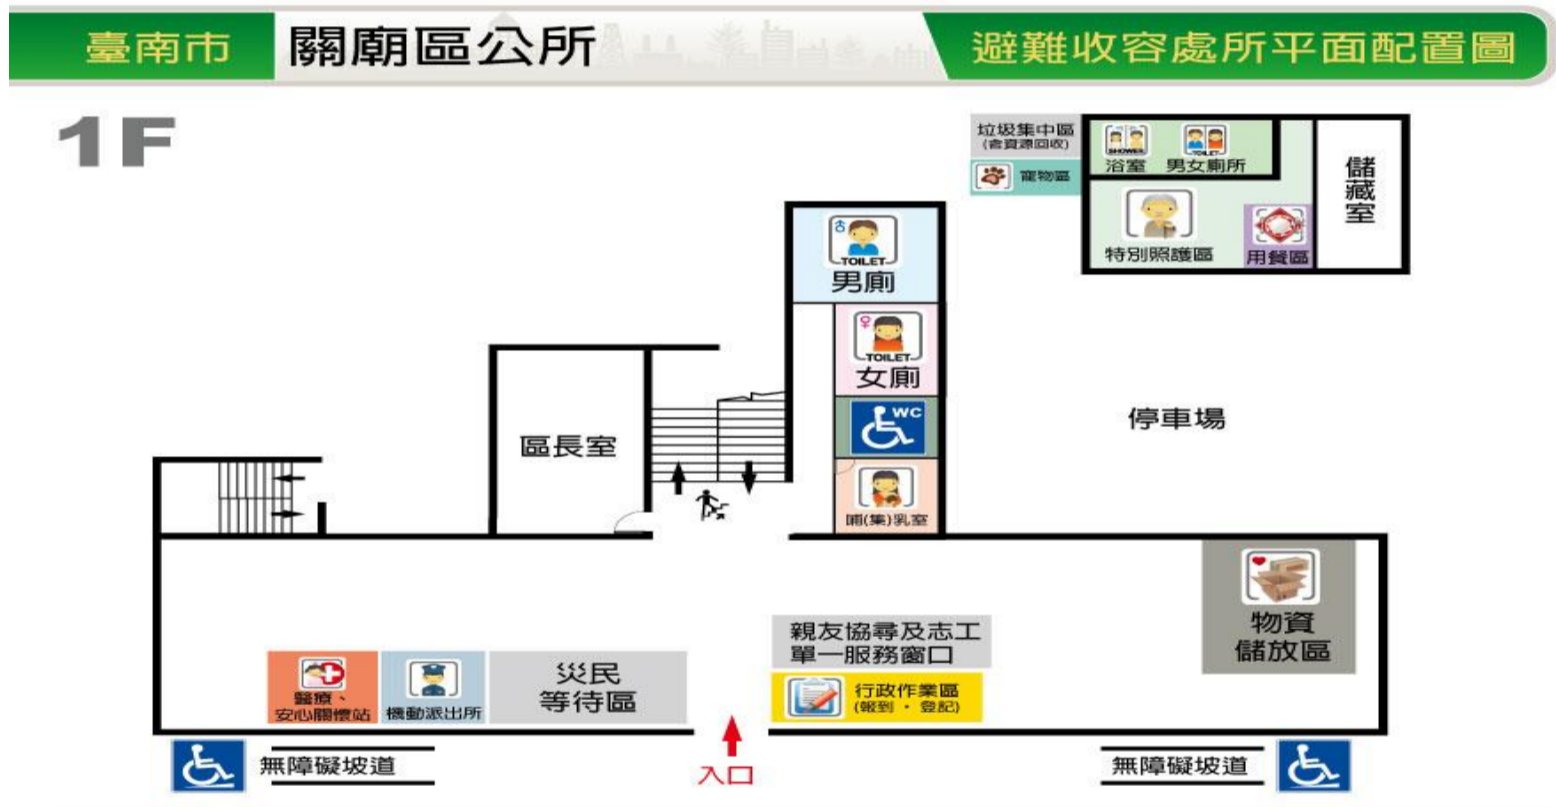 臺南市 關廟區公所 避難收容處所平面配置圖
1F
垃圾集中區
(含資源回收)
寵物區
SHOWER
浴室
TOILET
男女廁所
特別照護區
用餐區
儲藏室
TOILET
男廁
TOILET
女廁
WC
哺(集)乳室
停車場
區長室
物資
儲放區
親友協尋及志工
單一服務窗口
行政作業區
(報到・登記)
醫療、
安心關懷站
機動派出所
災民
等待區
無障礙坡道
入口
無障礙坡道